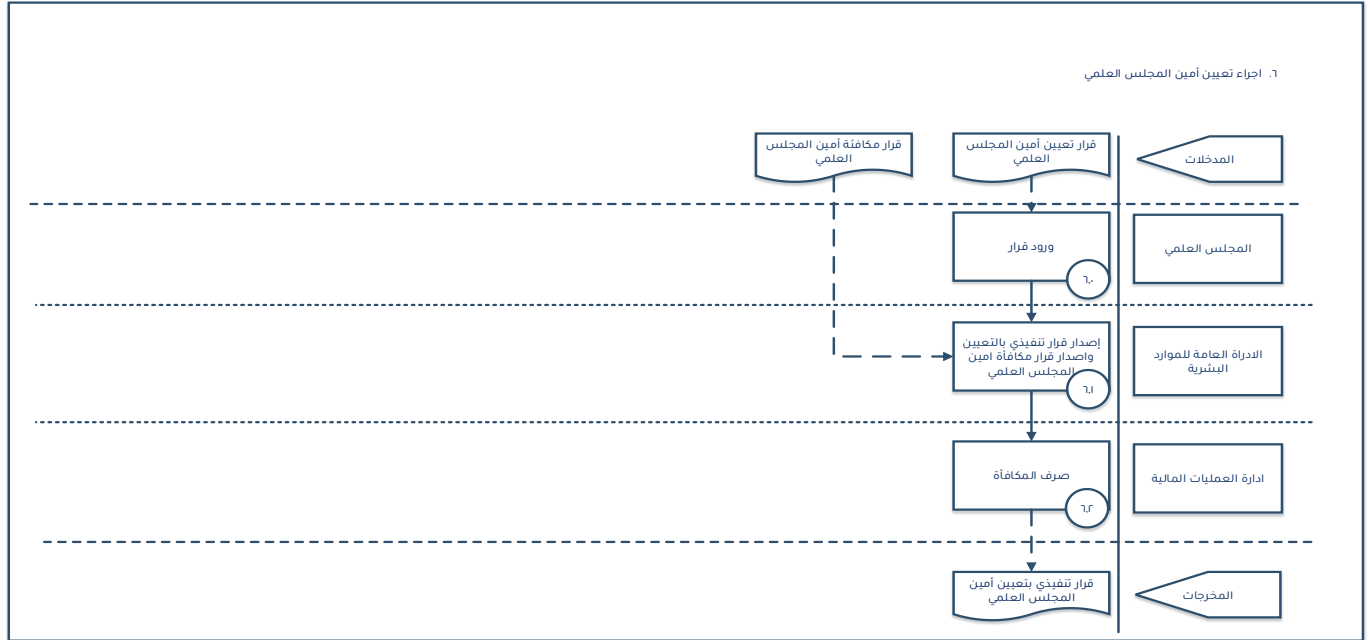 ٦. اجراء تعيين أمين المجلس العلمي
المدخلات
قرار تعيين أمين المجلس
العلمي
قرار مكافئة أمين المجلس
العلمي
المجلس العلمي
ورود قرار
٦,٠
الادراة العامة للموارد
البشرية
إصدار قرار تنفيذي بالتعيين
واصدار قرار مكافأة امين
المجلس العلمي
٦,١
ادارة العمليات المالية
صرف المكافأة
٦,٢
المخرجات
قرار تنفيذي بتعيين أمين
المجلس العلمي